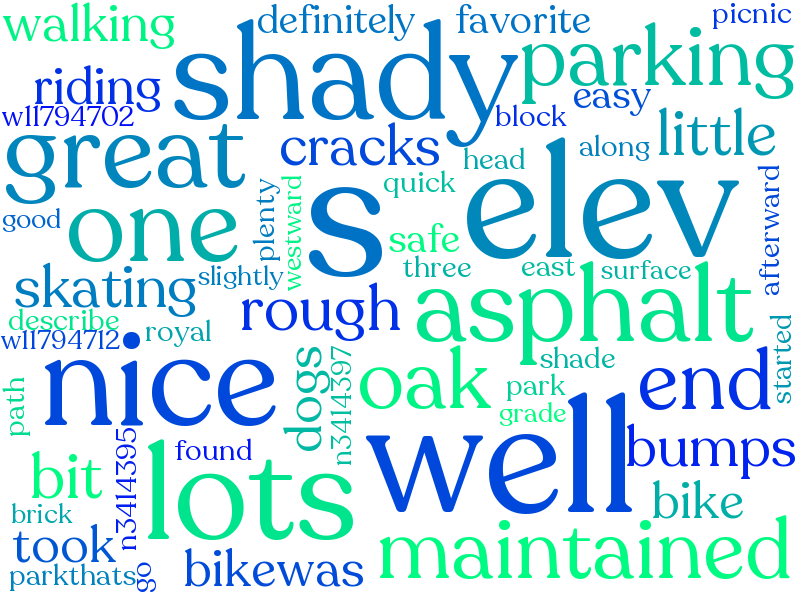 walking
definitely
favorite
picnic
shady
parking
riding
easy
w11794702
block
great
cracks
along
little
head
one
s
quick
elev
good
plenty
westward
safe
afterward
three
east
surface
skating
slightly
rough
asphalt
describe
royal
w11794712
nice
dogs
n3414397
oak
shade
park
grade
end
started
path
well
lots
n3414395
found
bumps
bit
bike
brick
took
maintained
parkthats
go
bikewas